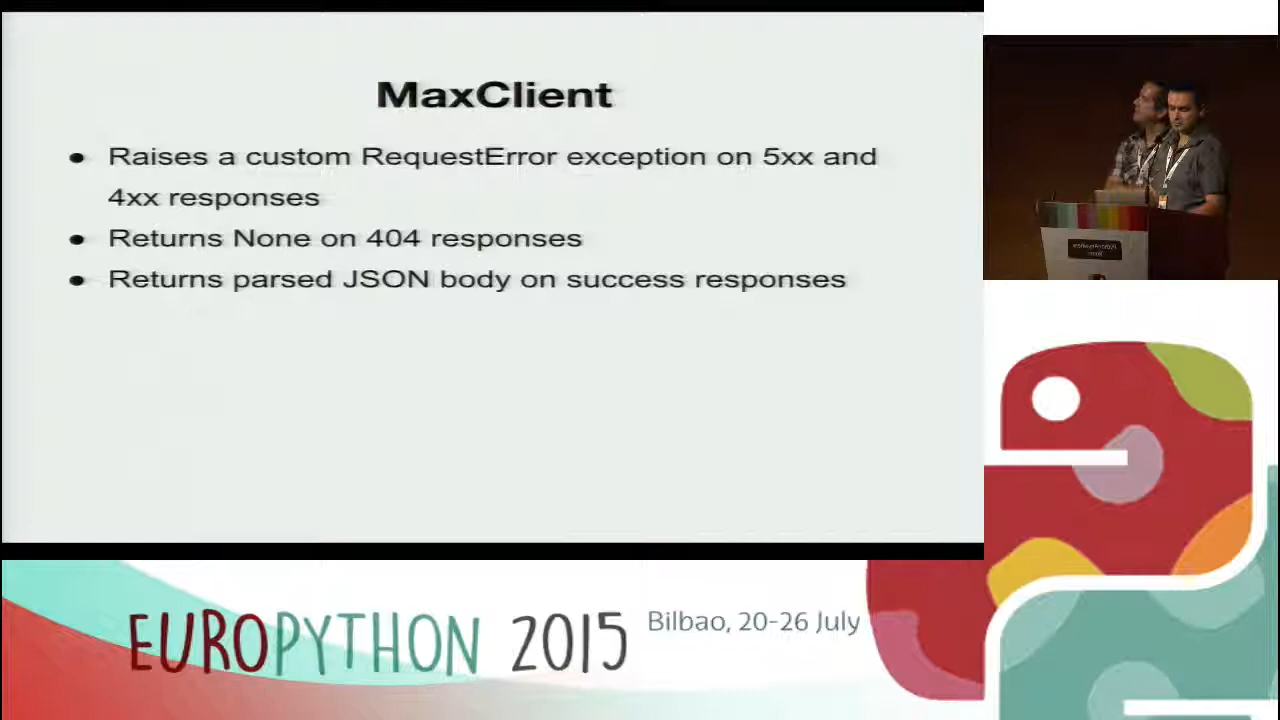 MaxClient
● Raises a custom RequestError exception on 5xx and
4xx responses
● Returns None on 404 responses
● Returns parsed JSON body on success responses
EUROPYTHON 2015
Bilbao, 20-26 July